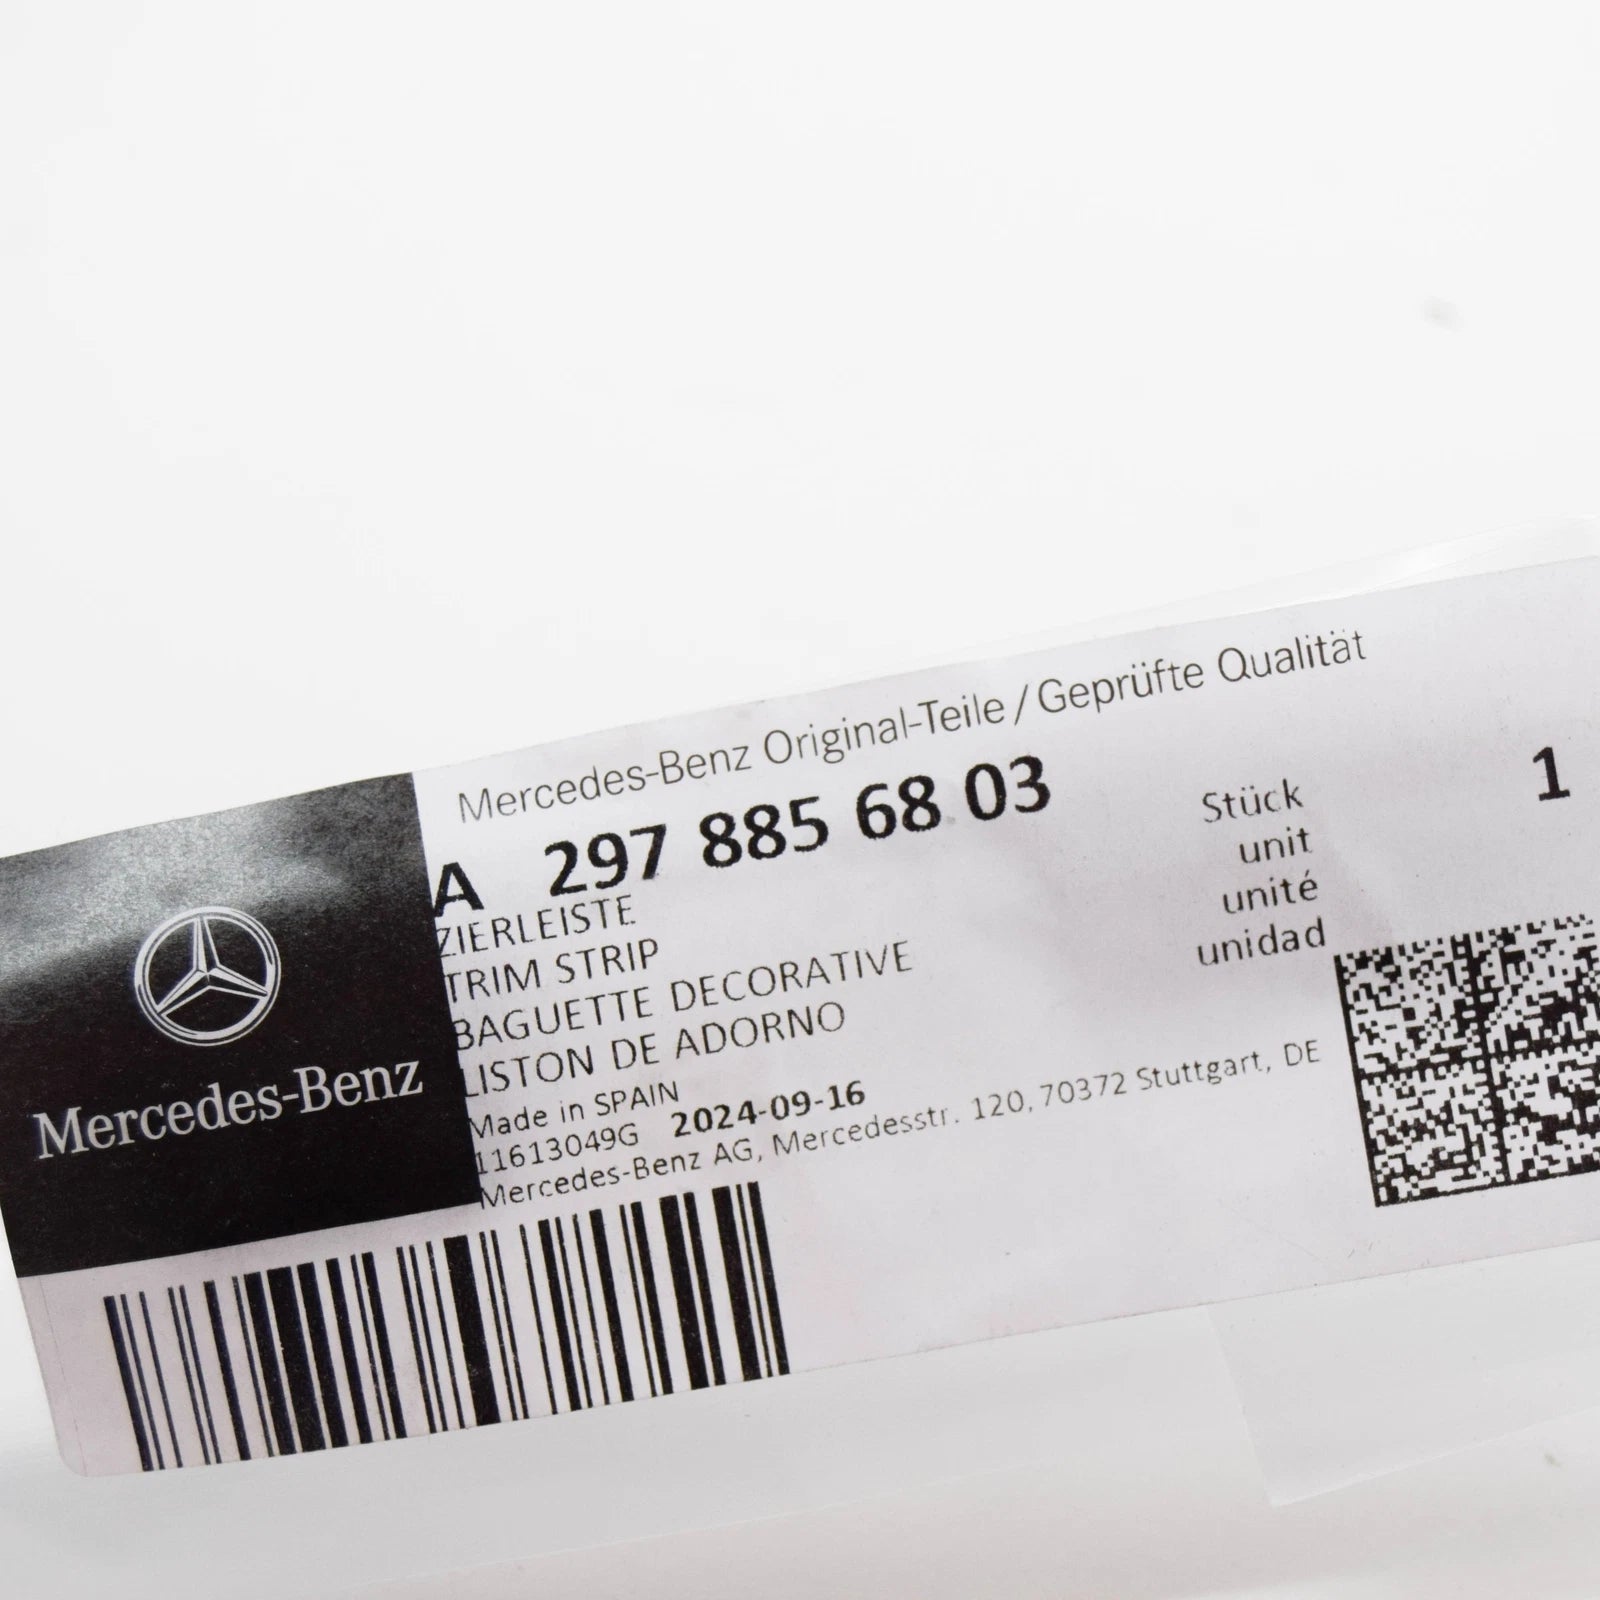 Mercedes-Benz Original-Teile / Geprüfte Qualität
A 297 885 68 03
ZIERLEISTE
TRIM STRIP
BAGUETTE DECORATIVE
LISTON DE ADORNO
Made in SPAIN
11613049G 2024-09-16
Mercedes-Benz AG, Mercedesstr. 120, 70372 Stuttgart, DE
Stück 1
unit
unité
unidad
Mercedes-Benz